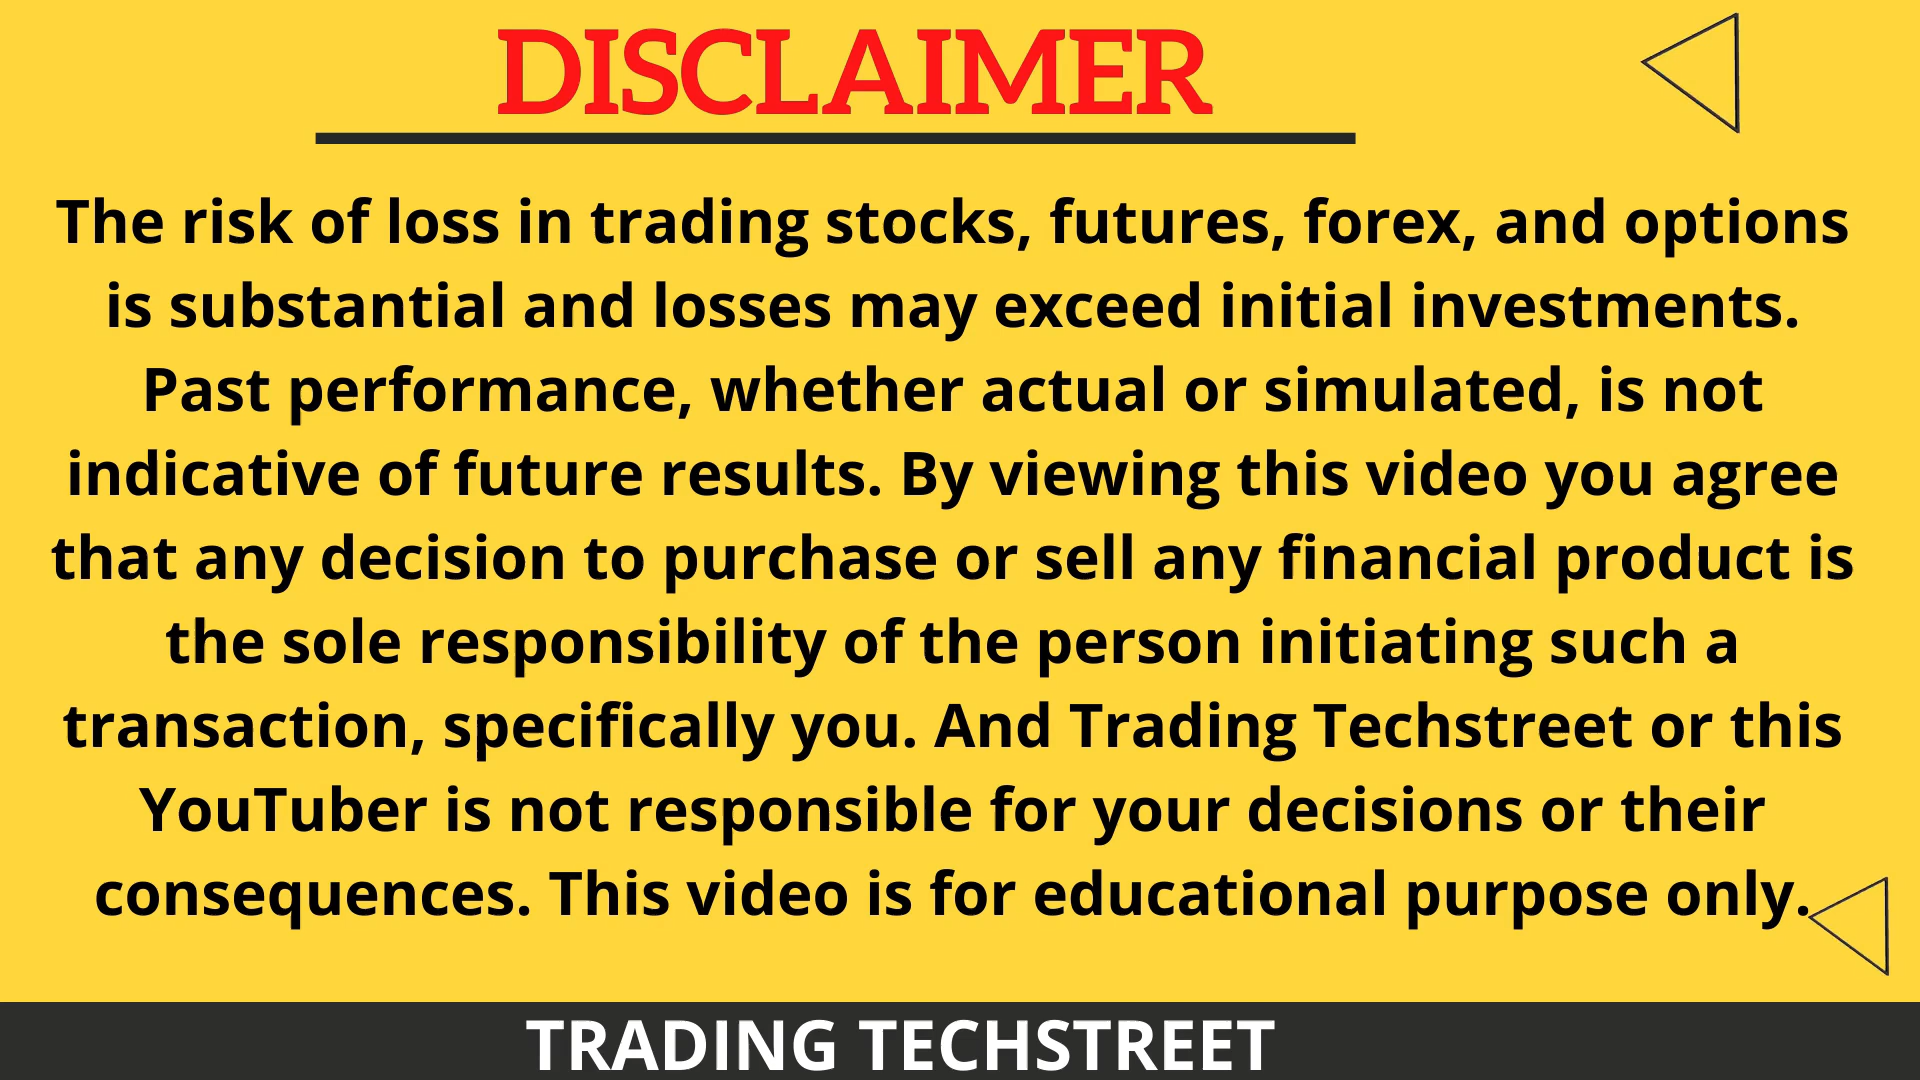 DISCLAIMER
The risk of loss in trading stocks, futures, forex, and options
is substantial and losses may exceed initial investments.
Past performance, whether actual or simulated, is not
indicative of future results. By viewing this video you agree
that any decision to purchase or sell any financial product is
the sole responsibility of the person initiating such a
transaction, specifically you. And Trading Techstreet or this
YouTuber is not responsible for your decisions or their
consequences. This video is for educational purpose only.
TRADING TECHSTREET